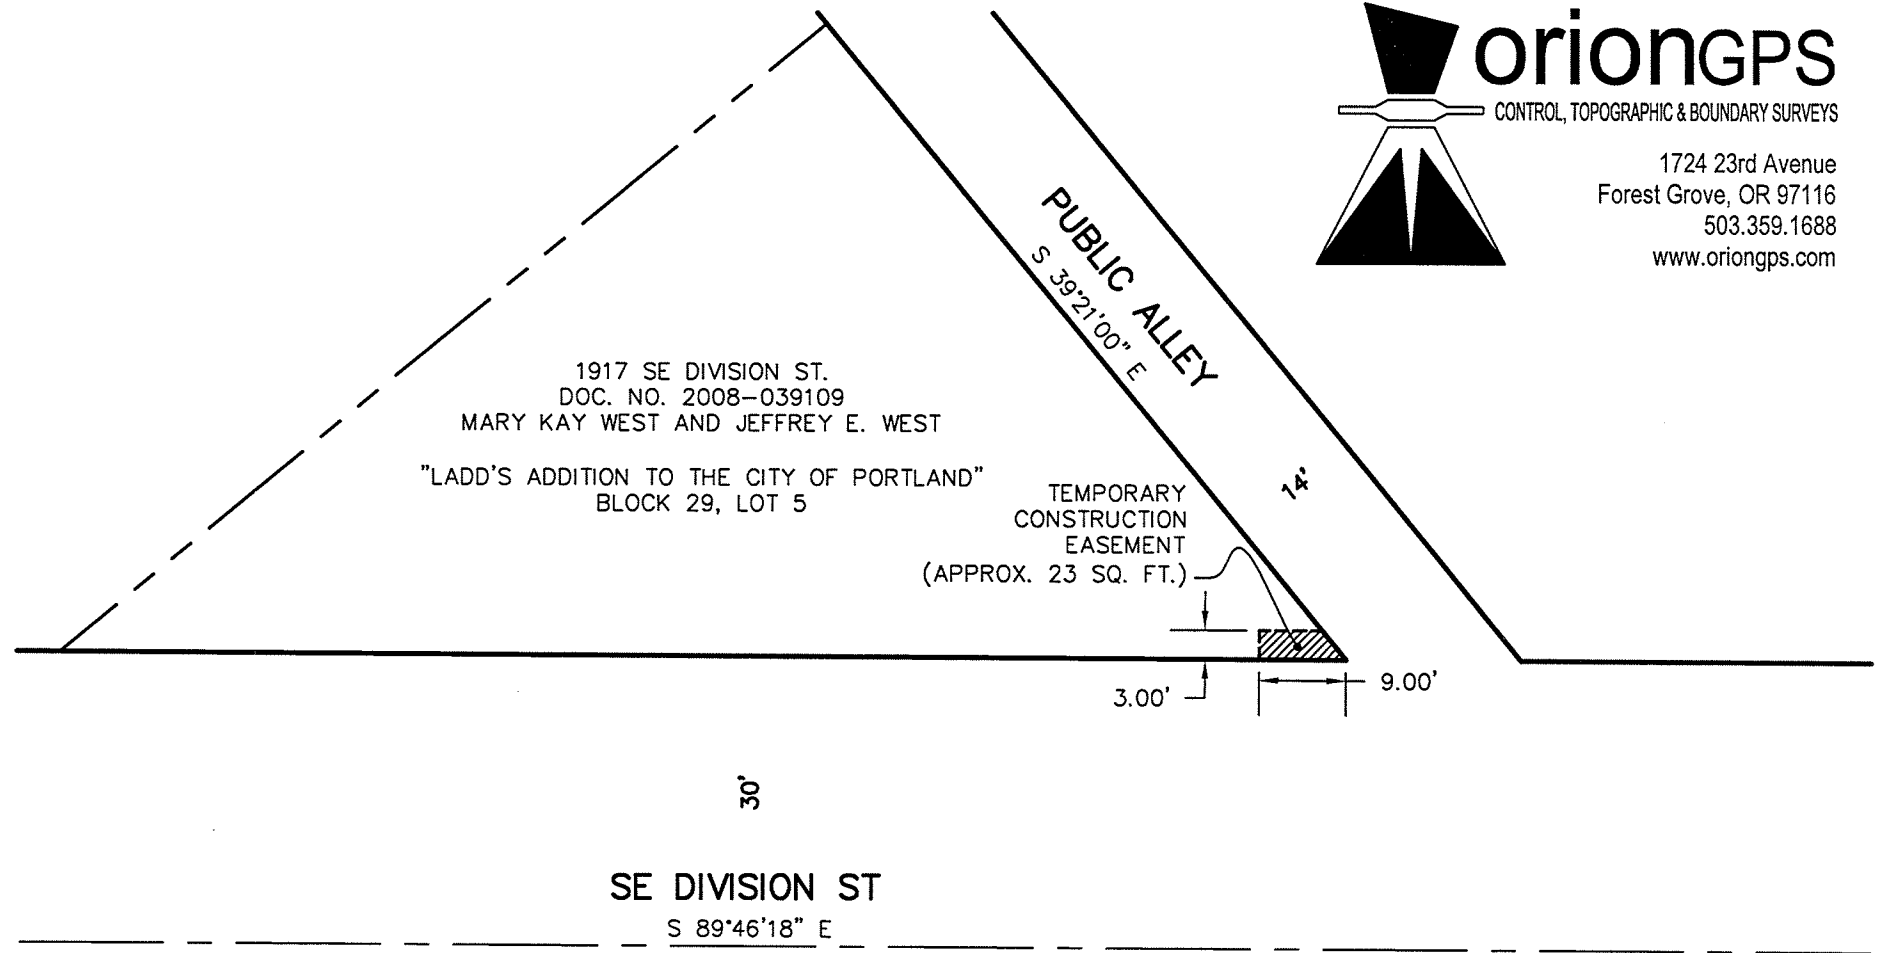 orionGPS
CONTROL, TOPOGRAPHIC & BOUNDARY SURVEYS
1724 23rd Avenue
Forest Grove, OR 97116
503.359.1688
www.oriongps.com
PUBLIC ALLEY
S 39°21'00" E
14'
1917 SE DIVISION ST.
DOC. NO. 2008-039109
MARY KAY WEST AND JEFFREY E. WEST
"LADD'S ADDITION TO THE CITY OF PORTLAND"
BLOCK 29, LOT 5
TEMPORARY
CONSTRUCTION
EASEMENT
(APPROX. 23 SQ. FT.)
3.00'
9.00'
30'
SE DIVISION ST
S 89°46'18" E